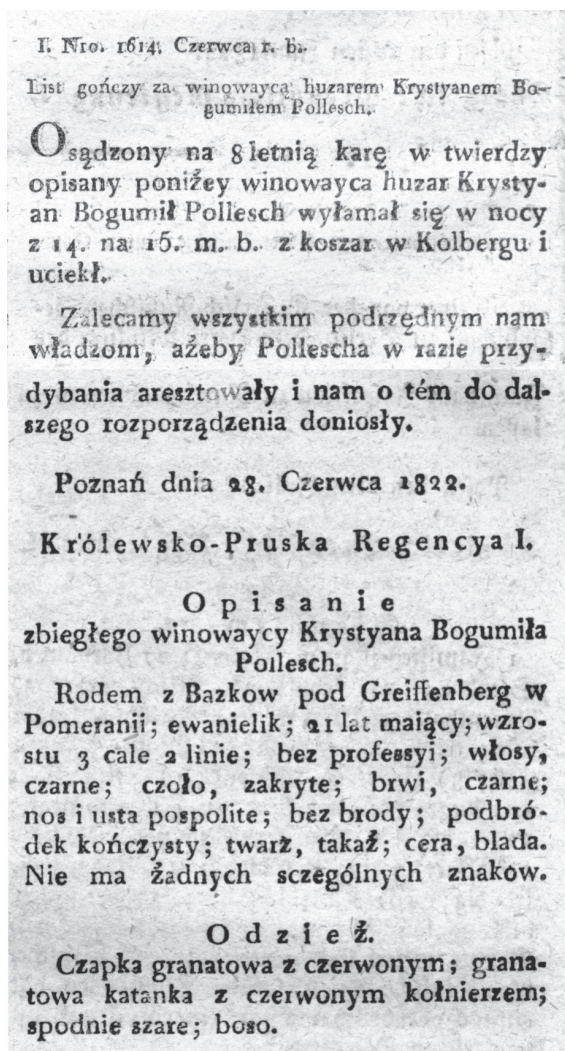 I. Nro. 1614. Czerwca r. b.
List gończy za winowaycą huzarem Krystyanem Bo-
gumiłem Pollesch.
Osądzony na 8letnią karę w twierdzy
opisany poniżey winowayca huzar Krysty-
an Bogumił Pollesch wyłamał się w nocy
z 14. na 15. m. b. z koszar w Kolbergu i
uciekł.
Zalecamy wszystkim podrzędnym nam
władzom, ażeby Pollescha w razie przy-
dybania aresztowały i nam o tém do dal-
szego rozporządzenia doniosły.
Poznań dnia 28. Czerwca 1822.
Królewsko-Pruska Regencya I.
Opisanie
zbiegłego winowaycy Krystyana Bogumiła
Pollesch.
Rodem z Bazkow pod Greiffenberg w
Pomeranii; ewanielik; 21 lat maiący; wzro-
stu 3 cale 2 linie; bez professyi; włosy,
czarne; czoło, zakryte; brwi, czarne;
nos i usta pospolite; bez brody; podbró-
dek kończysty; twarz, takaż; cera, blada.
Nie ma żadnych sczególnych znaków.
Odzież.
Czapka granatowa z czerwonym; grana-
towa katanka z czerwonym kołnierzem;
spodnie szare; boso.